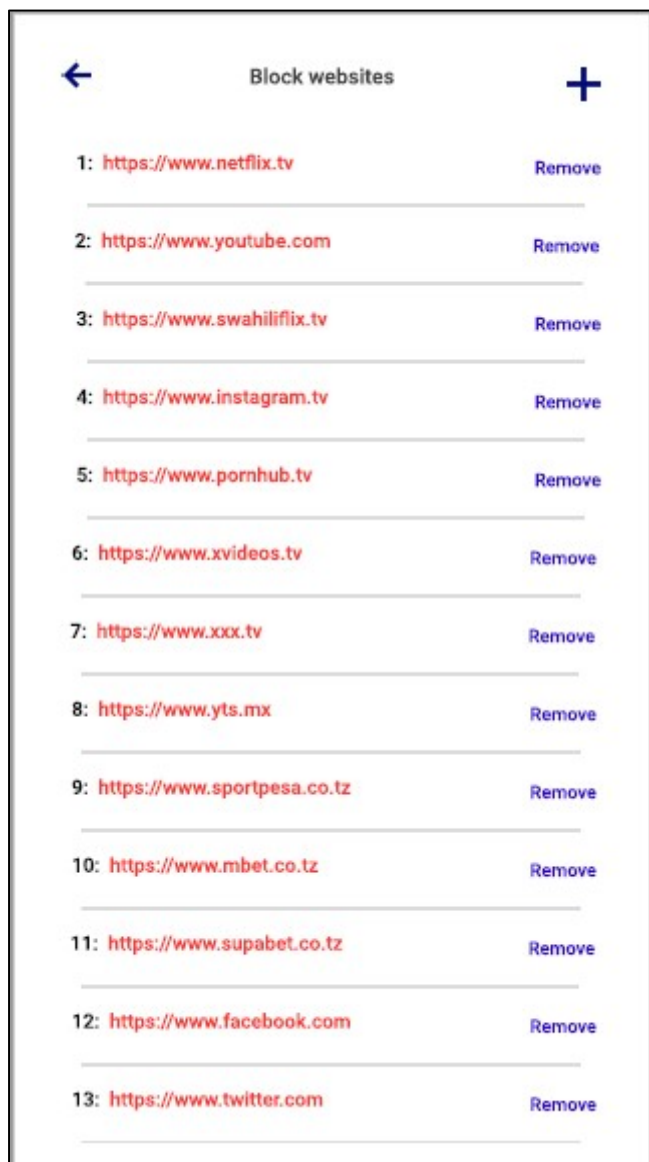 Block websites
1: https://www.netflix.tv Remove
2: https://www.youtube.com Remove
3: https://www.swahiliflix.tv Remove
4: https://www.instagram.tv Remove
5: https://www.pornhub.tv Remove
6: https://www.xvideos.tv Remove
7: https://www.xxx.tv Remove
8: https://www.yts.mx Remove
9: https://www.sportpesa.co.tz Remove
10: https://www.mbet.co.tz Remove
11: https://www.supabet.co.tz Remove
12: https://www.facebook.com Remove
13: https://www.twitter.com Remove